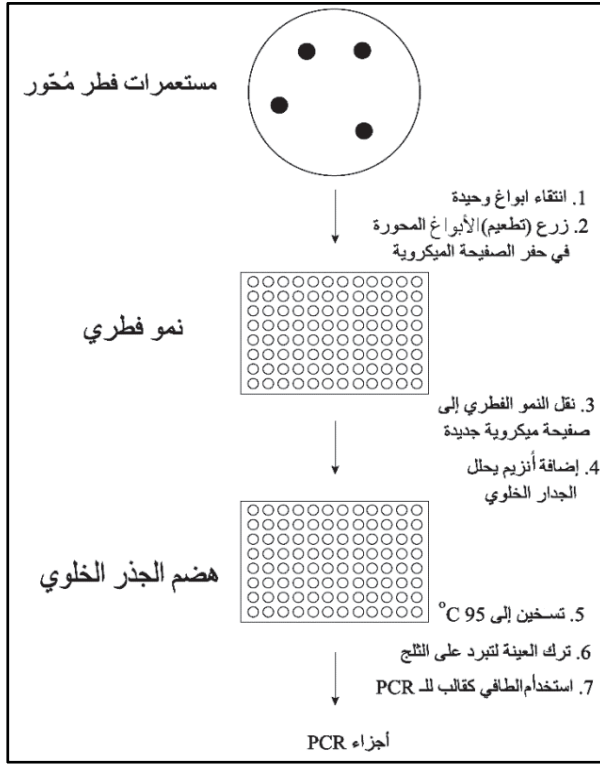 مستعمرات فطر مُحّور
1. انتقاء ابواغ وحيدة
2. زرع (تطعيم)الأبواغ المحورة
في حفر الصفيحة الميكروية
نمو فطري
3. نقل النمو الفطري إلى
صفيحة ميكروية جديدة
4. إضافة أنزيم يحلل
الجدار الخلوي
هضم الجذر الخلوي
5. تسخين إلى 95 °C
6. ترك العينة لتبرد على الثلج
7. استخدأم الطافي كقالب للـ PCR
أجزاء PCR